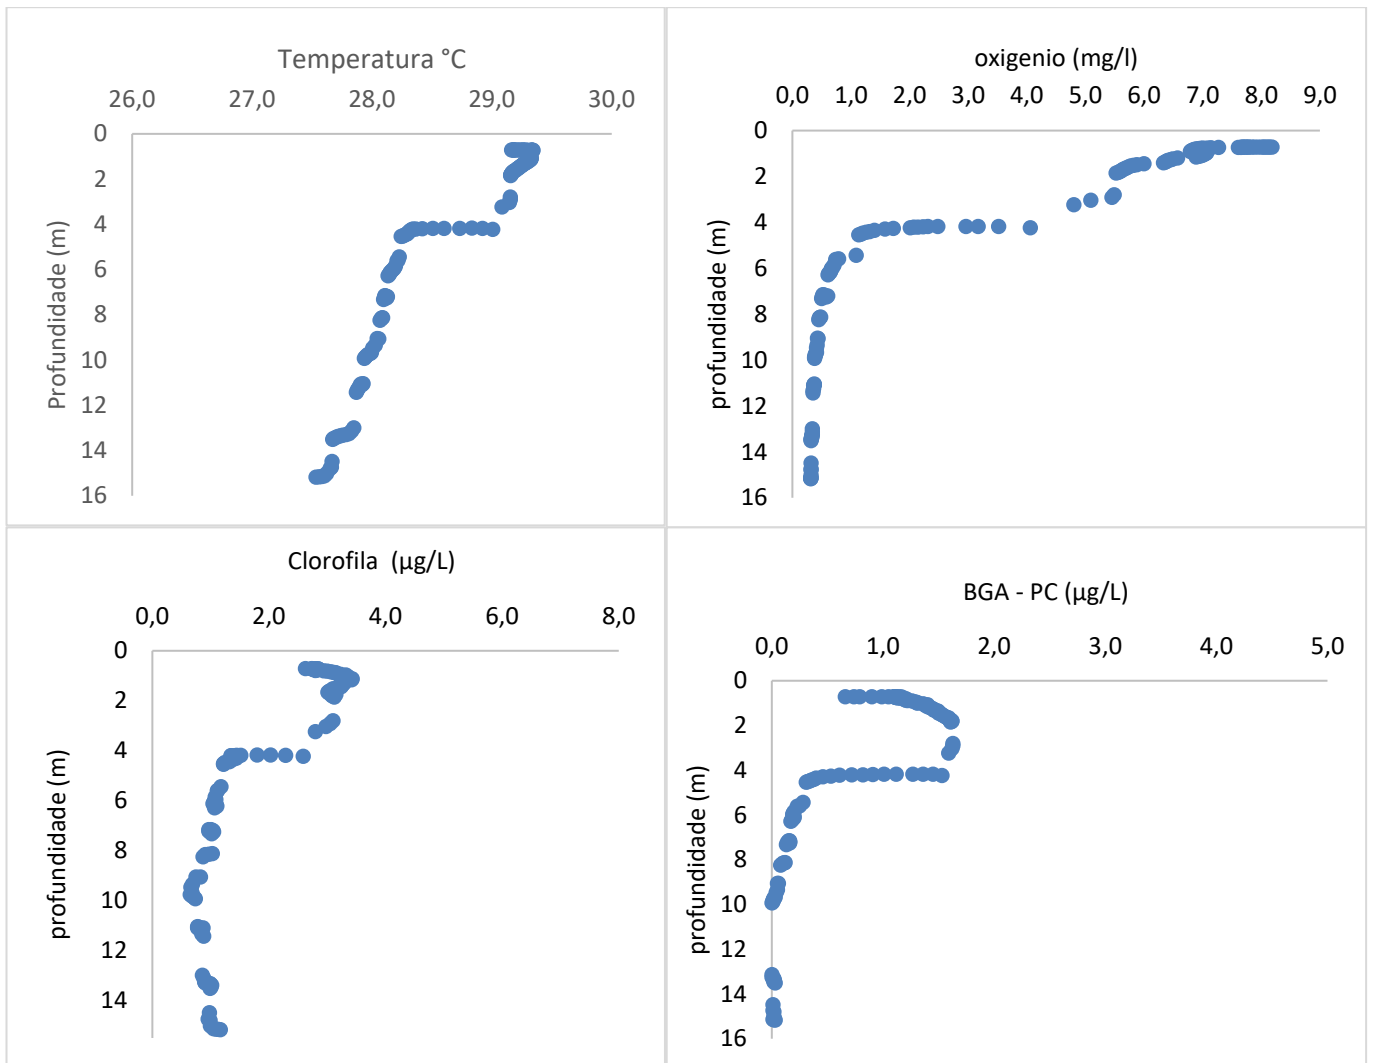 Temperatura °C
26,0 27,0 28,0 29,0 30,0
0
2
4
6
8
10
12
14
16
Profundidade (m)
oxigenio (mg/l)
0,0 1,0 2,0 3,0 4,0 5,0 6,0 7,0 8,0 9,0
0
2
4
6
8
10
12
14
16
profundidade (m)
Clorofila (µg/L)
0,0 2,0 4,0 6,0 8,0
0
2
4
6
8
10
12
14
profundidade (m)
BGA - PC (µg/L)
0,0 1,0 2,0 3,0 4,0 5,0
0
2
4
6
8
10
12
14
16
profundidade (m)